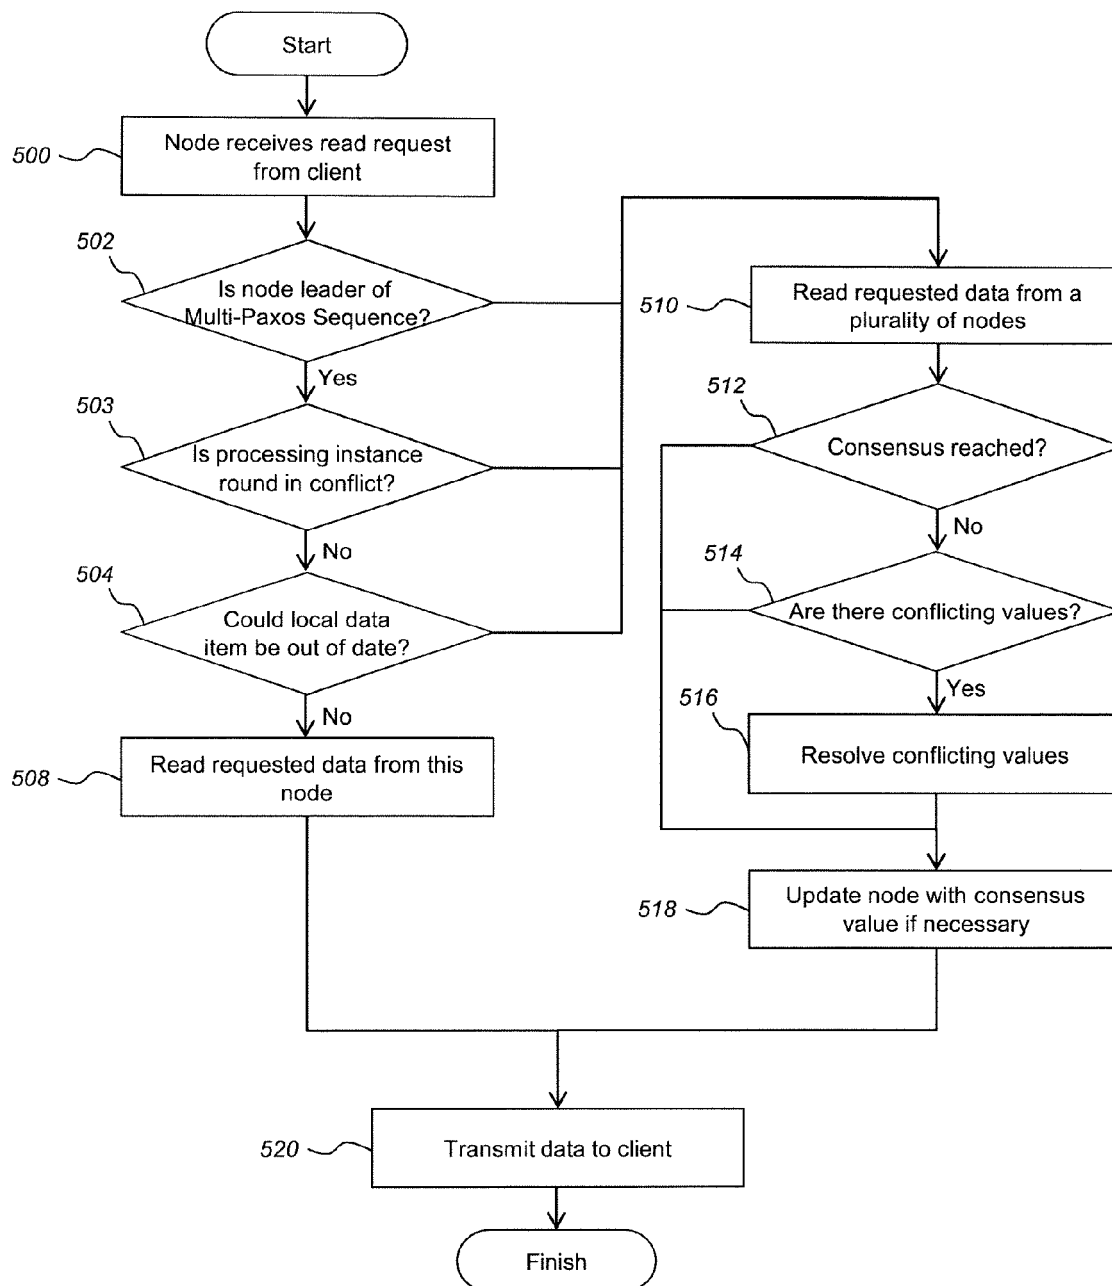 Start
500
Node receives read request
from client
502
Is node leader of
Multi-Paxos Sequence?
Yes
503
Is processing instance
round in conflict?
No
504
Could local data
item be out of date?
No
508
Read requested data from this
node
510
Read requested data from a
plurality of nodes
512
Consensus reached?
No
514
Are there conflicting values?
Yes
516
Resolve conflicting values
518
Update node with consensus
value if necessary
520
Transmit data to client
Finish